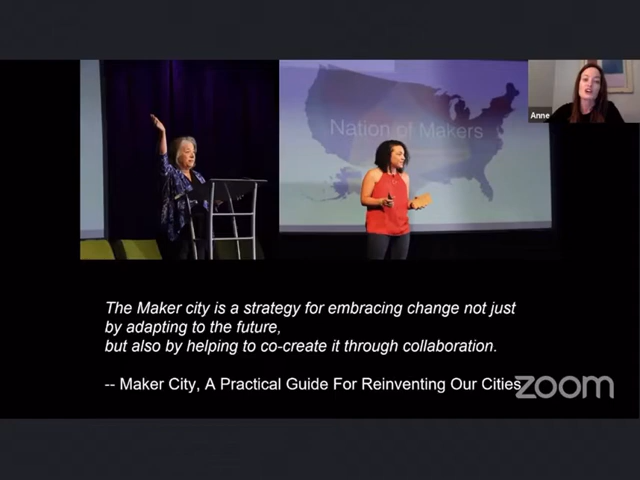 Nation of Makers
Anne
The Maker city is a strategy for embracing change not just
by adapting to the future,
but also by helping to co-create it through collaboration.
-- Maker City, A Practical Guide For Reinventing Our Cities
zoom